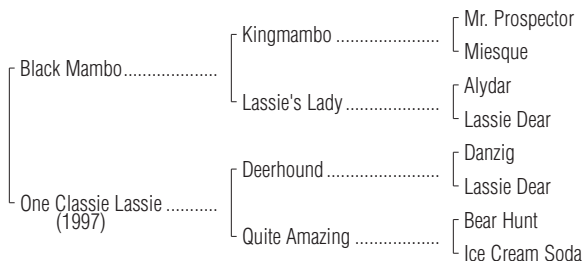 Mr. Prospector
Kingmambo ......................
Miesque
Black Mambo....................
Alydar
Lassie's Lady ....................
Lassie Dear
Danzig
Deerhound ........................
Lassie Dear
One Classie Lassie ...........
(1997)
Bear Hunt
Quite Amazing ..................
Ice Cream Soda